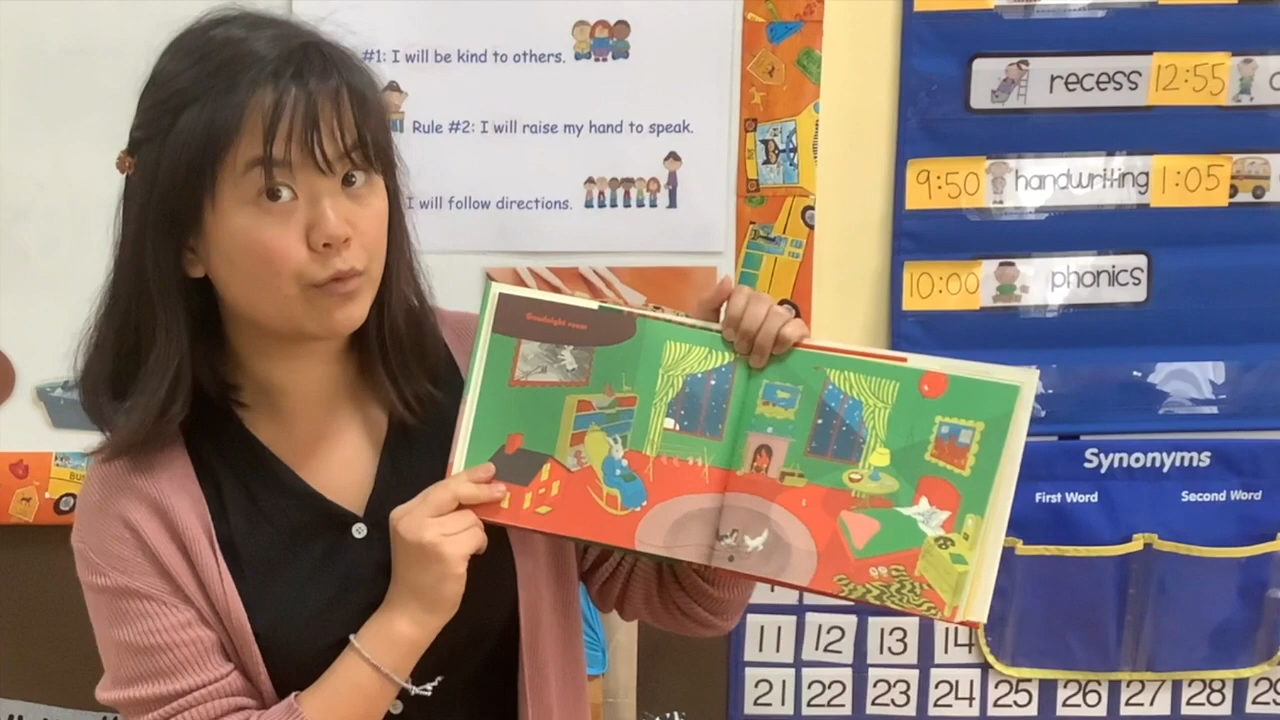 #1: I will be kind to others.
Rule #2: I will raise my hand to speak.
I will follow directions.
Goodnight room
recess 12:55
9:50 handwriting 1:05
10:00 phonics
Synonyms
First Word Second Word
11 12 13 14
21 22 23 24 25 26 27 28 29